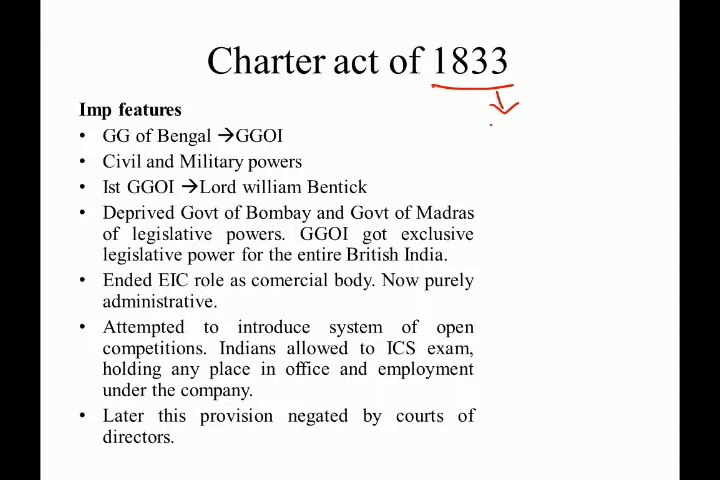 Charter act of 1833
Imp features
• GG of Bengal →GGOI
• Civil and Military powers
• Ist GGOI →Lord william Bentick
• Deprived Govt of Bombay and Govt of Madras
of legislative powers. GGOI got exclusive
legislative power for the entire British India.
• Ended EIC role as comercial body. Now purely
administrative.
• Attempted to introduce system of open
competitions. Indians allowed to ICS exam,
holding any place in office and employment
under the company.
• Later this provision negated by courts of
directors.